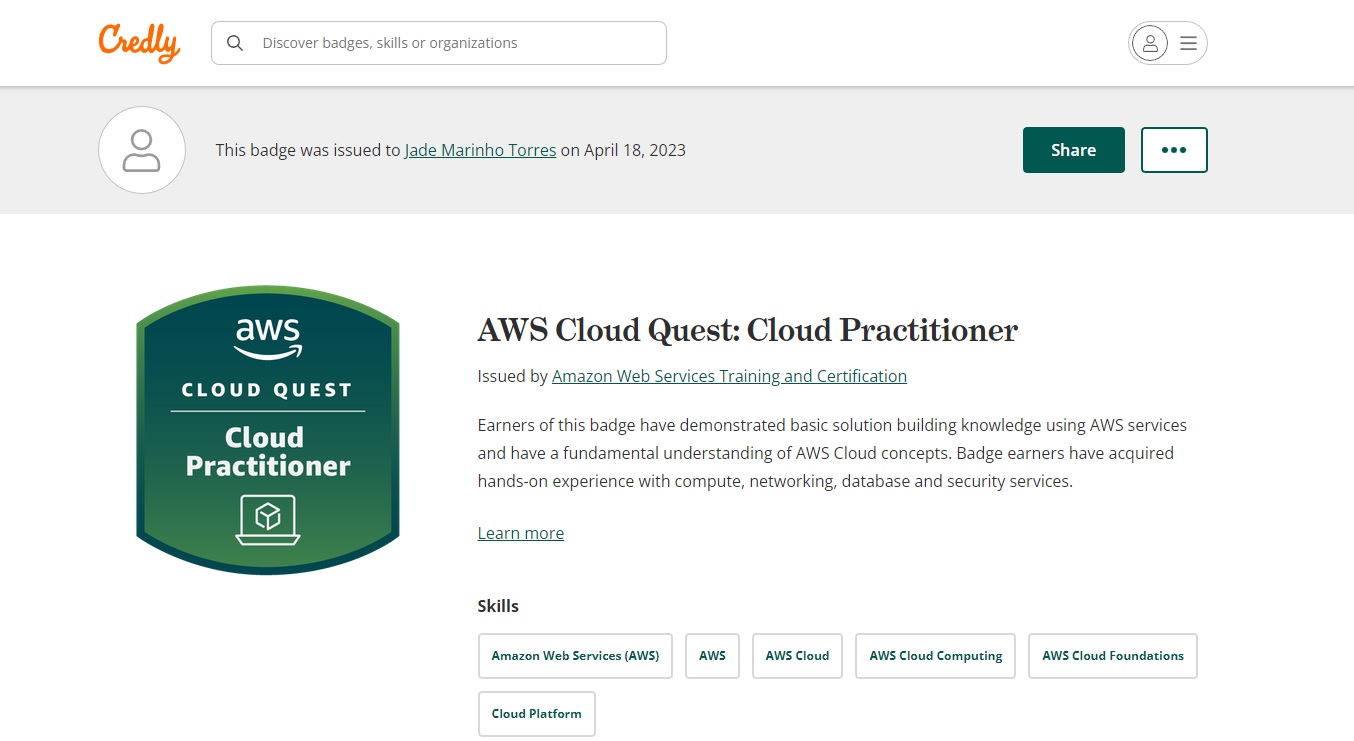 Credly
Discover badges, skills or organizations
This badge was issued to Jade Marinho Torres on April 18, 2023
Share
aws
CLOUD QUEST
Cloud
Practitioner
AWS Cloud Quest: Cloud Practitioner
Issued by Amazon Web Services Training and Certification
Earners of this badge have demonstrated basic solution building knowledge using AWS services
and have a fundamental understanding of AWS Cloud concepts. Badge earners have acquired
hands-on experience with compute, networking, database and security services.
Learn more
Skills
Amazon Web Services (AWS)
AWS
AWS Cloud
AWS Cloud Computing
AWS Cloud Foundations
Cloud Platform